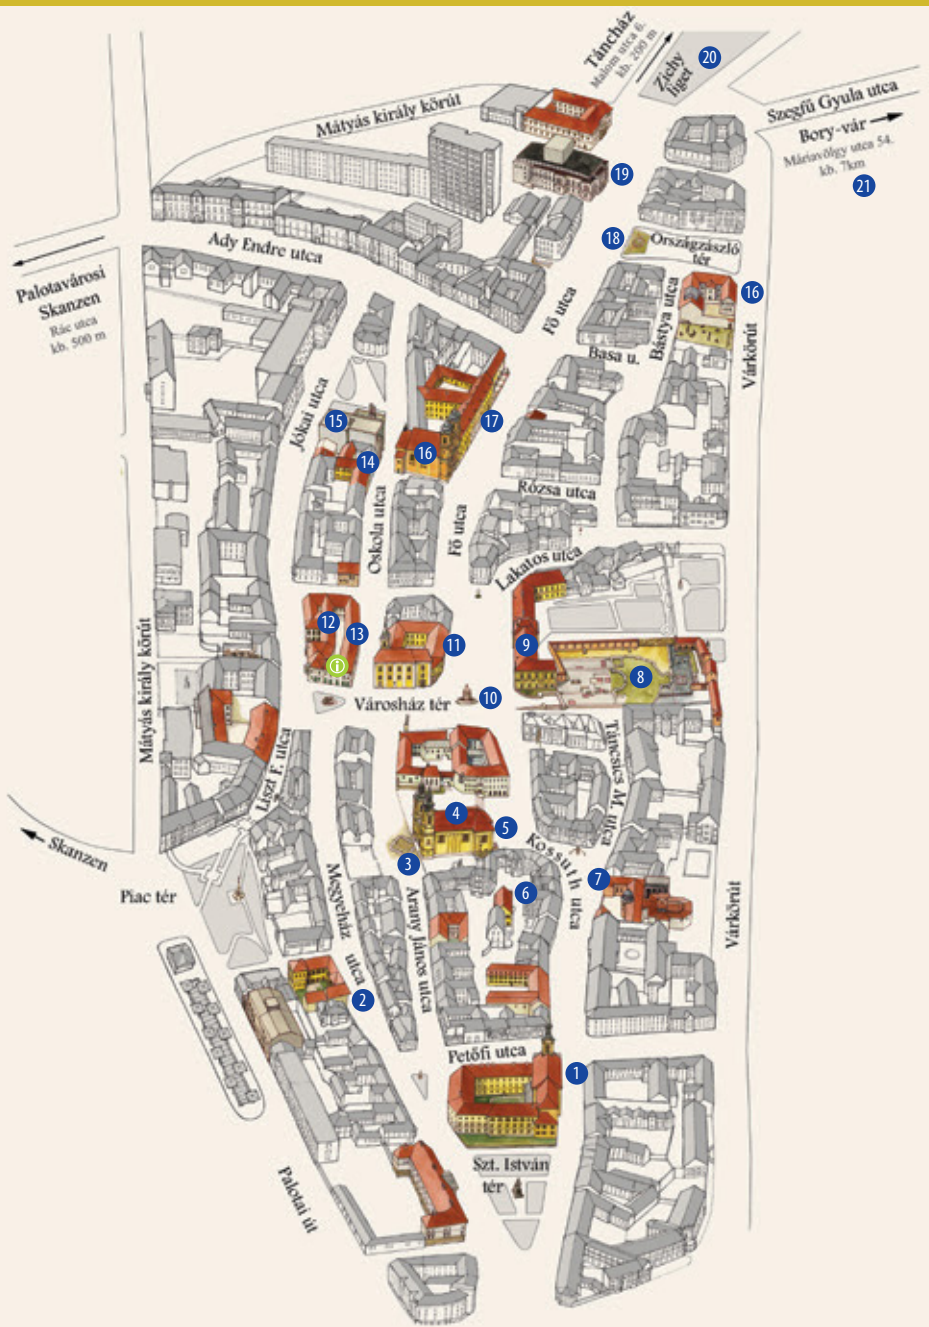 Táncház
Malom utca 6.
kb. 200 m
Zichy
liget
20
Szegfű Gyula utca
Bory-vár
Máriavölgy utca 54.
kb. 7km
21
Mátyás király körút
19
18
Országzászló
tér
Ady Endre utca
Palotavárosi
Skanzen
Rác utca
kb. 500 m
16
Várkörút
Bástya utca
Fő utca
Basa u.
Jókai utca
15
14
16
17
Oskola utca
Rózsa utca
Fő utca
Lakatos utca
12
13
11
9
8
10
Városház tér
Mátyás király körút
Liszt F. utca
Táncsics M. utca
4
5
3
Kossuth utca
Skanzen
Piac tér
6
7
Megyeház
utca
Arany János utca
Várkörút
2
Petőfi utca
1
Szt. István
tér
Palotai út